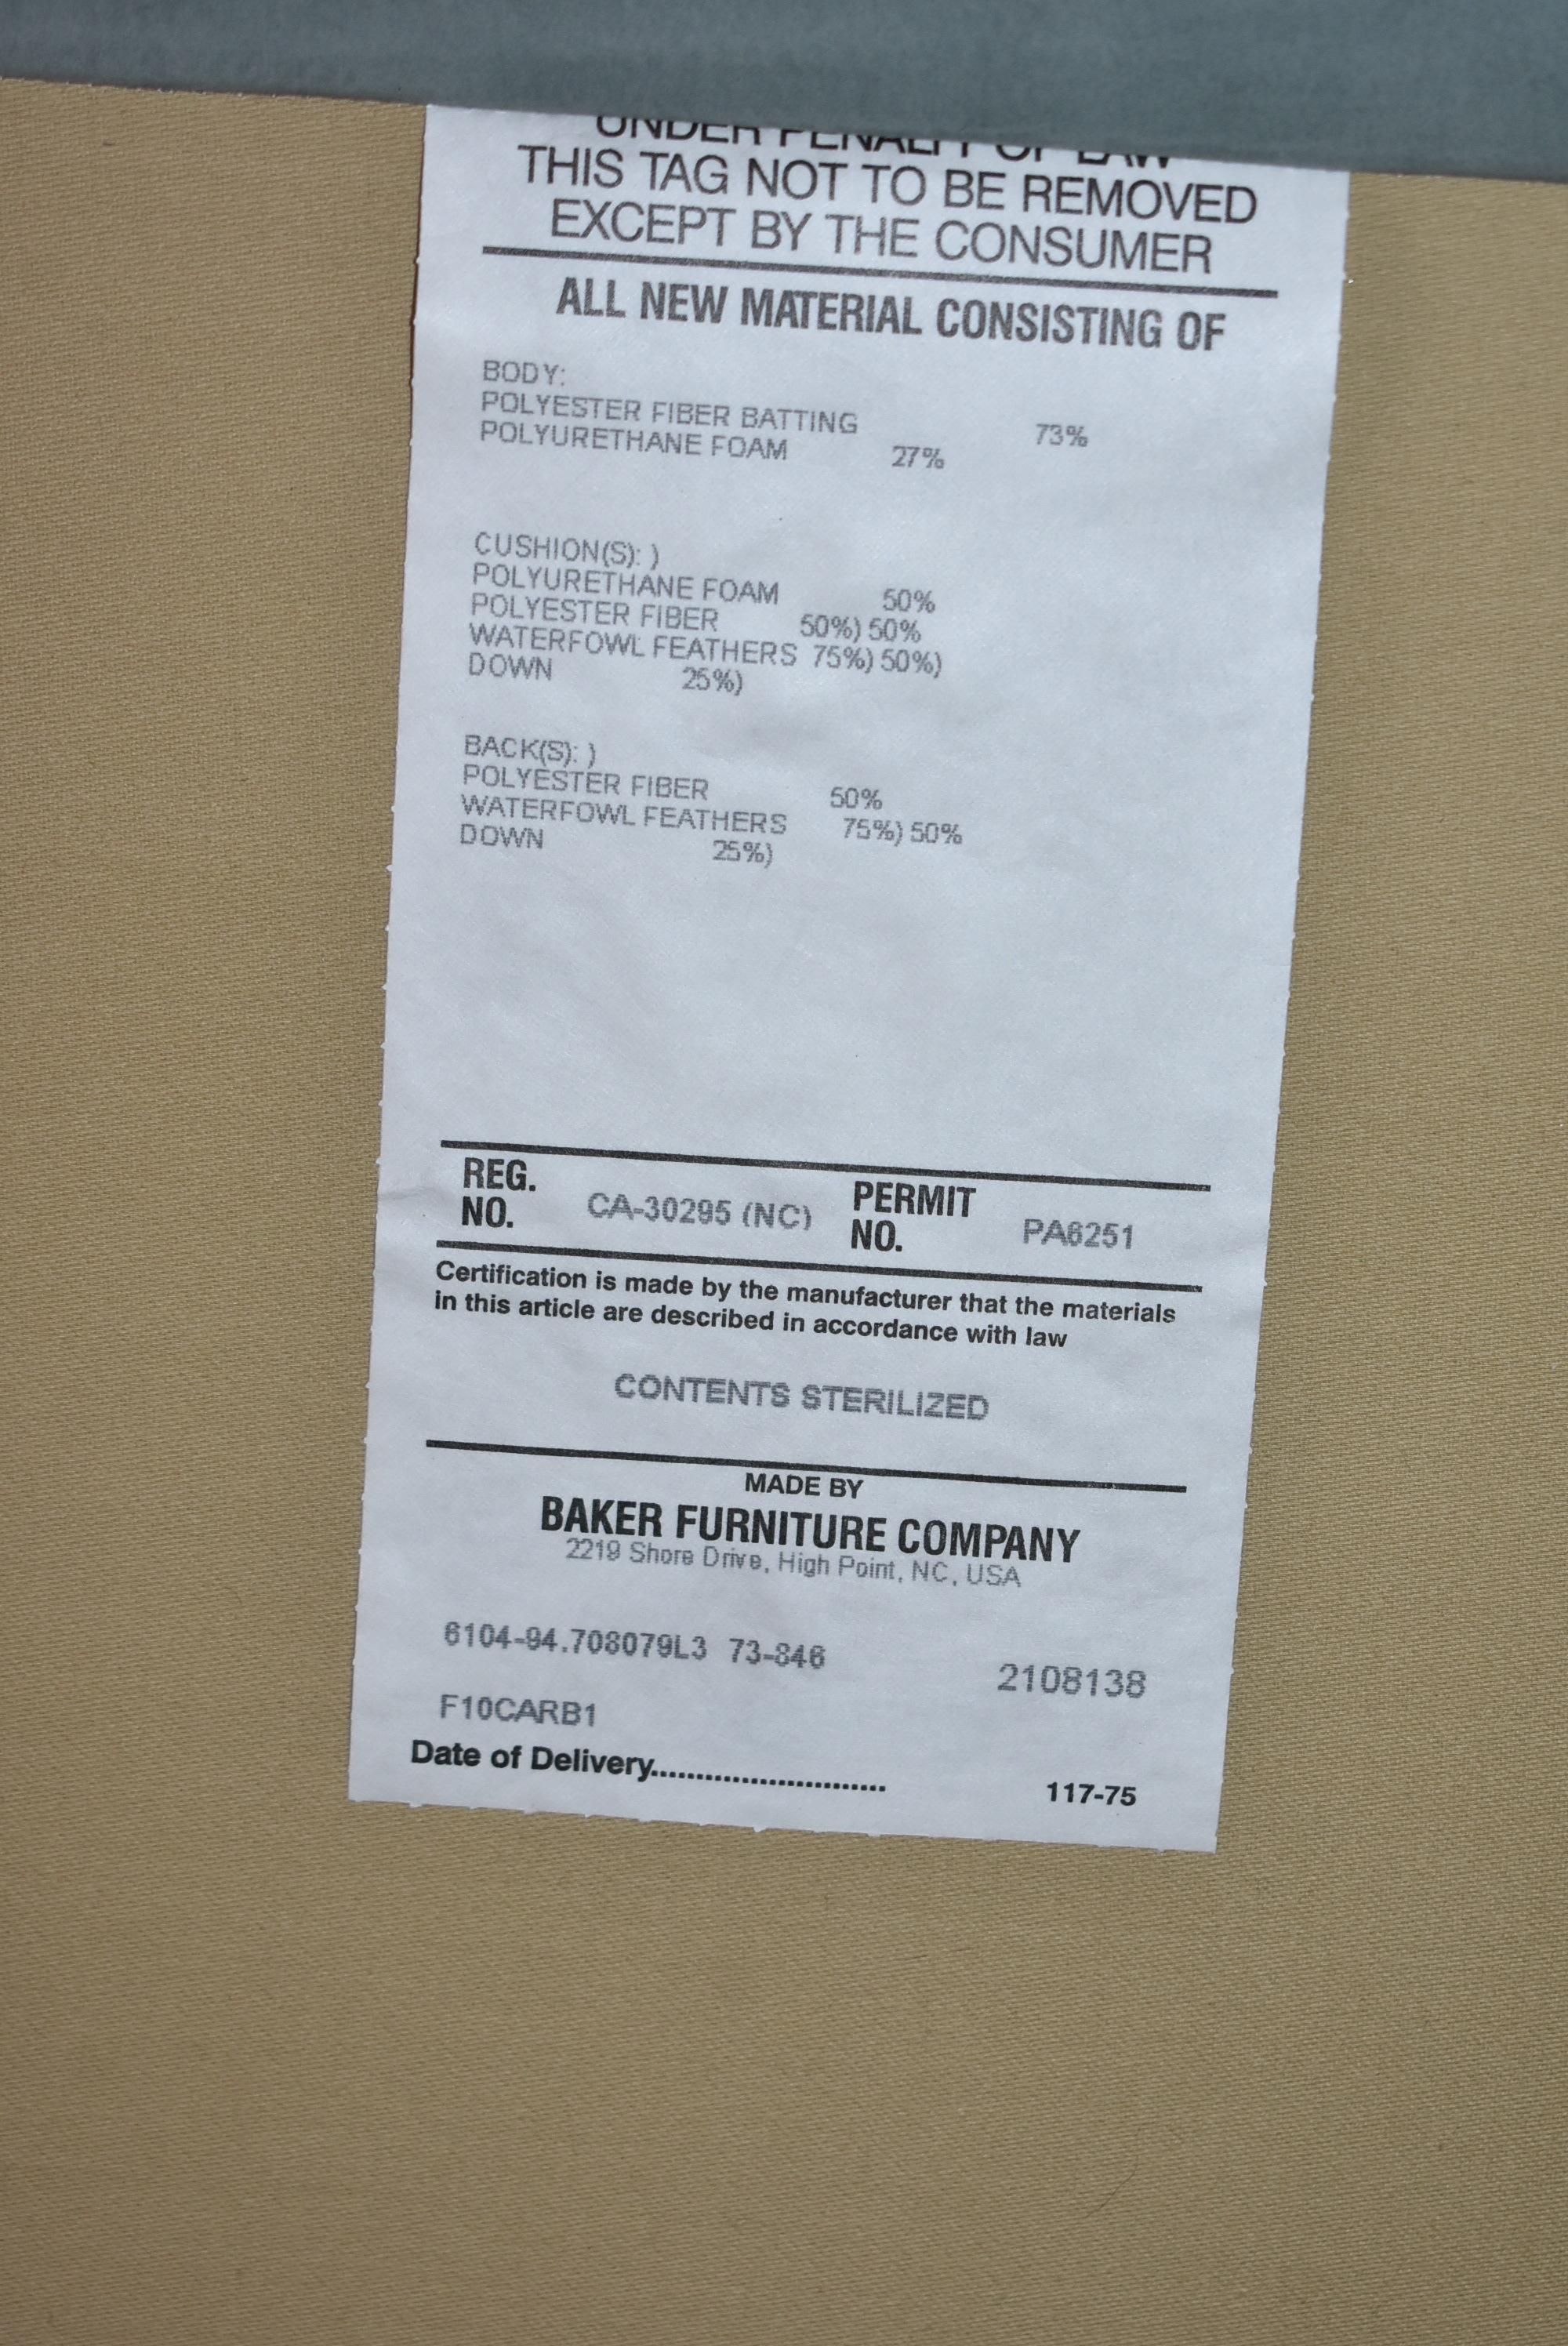 UNDER PENALTY OF LAW
THIS TAG NOT TO BE REMOVED
EXCEPT BY THE CONSUMER
ALL NEW MATERIAL CONSISTING OF
BODY:
POLYESTER FIBER BATTING 73%
POLYURETHANE FOAM 27%
CUSHION(S): )
POLYURETHANE FOAM 50%
POLYESTER FIBER 50%) 50%
WATERFOWL FEATHERS 75%) 50%)
DOWN 25%)
BACK(S): )
POLYESTER FIBER 50%
WATERFOWL FEATHERS 75%) 50%
DOWN 25%)
REG. NO. CA-30295 (NC) PERMIT NO. PA6251
Certification is made by the manufacturer that the materials
in this article are described in accordance with law
CONTENTS STERILIZED
MADE BY
BAKER FURNITURE COMPANY
2219 Shore Drive, High Point, NC, USA
6104-94.708079L3 73-846 2108138
F10CARB1
Date of Delivery.......................... 117-75